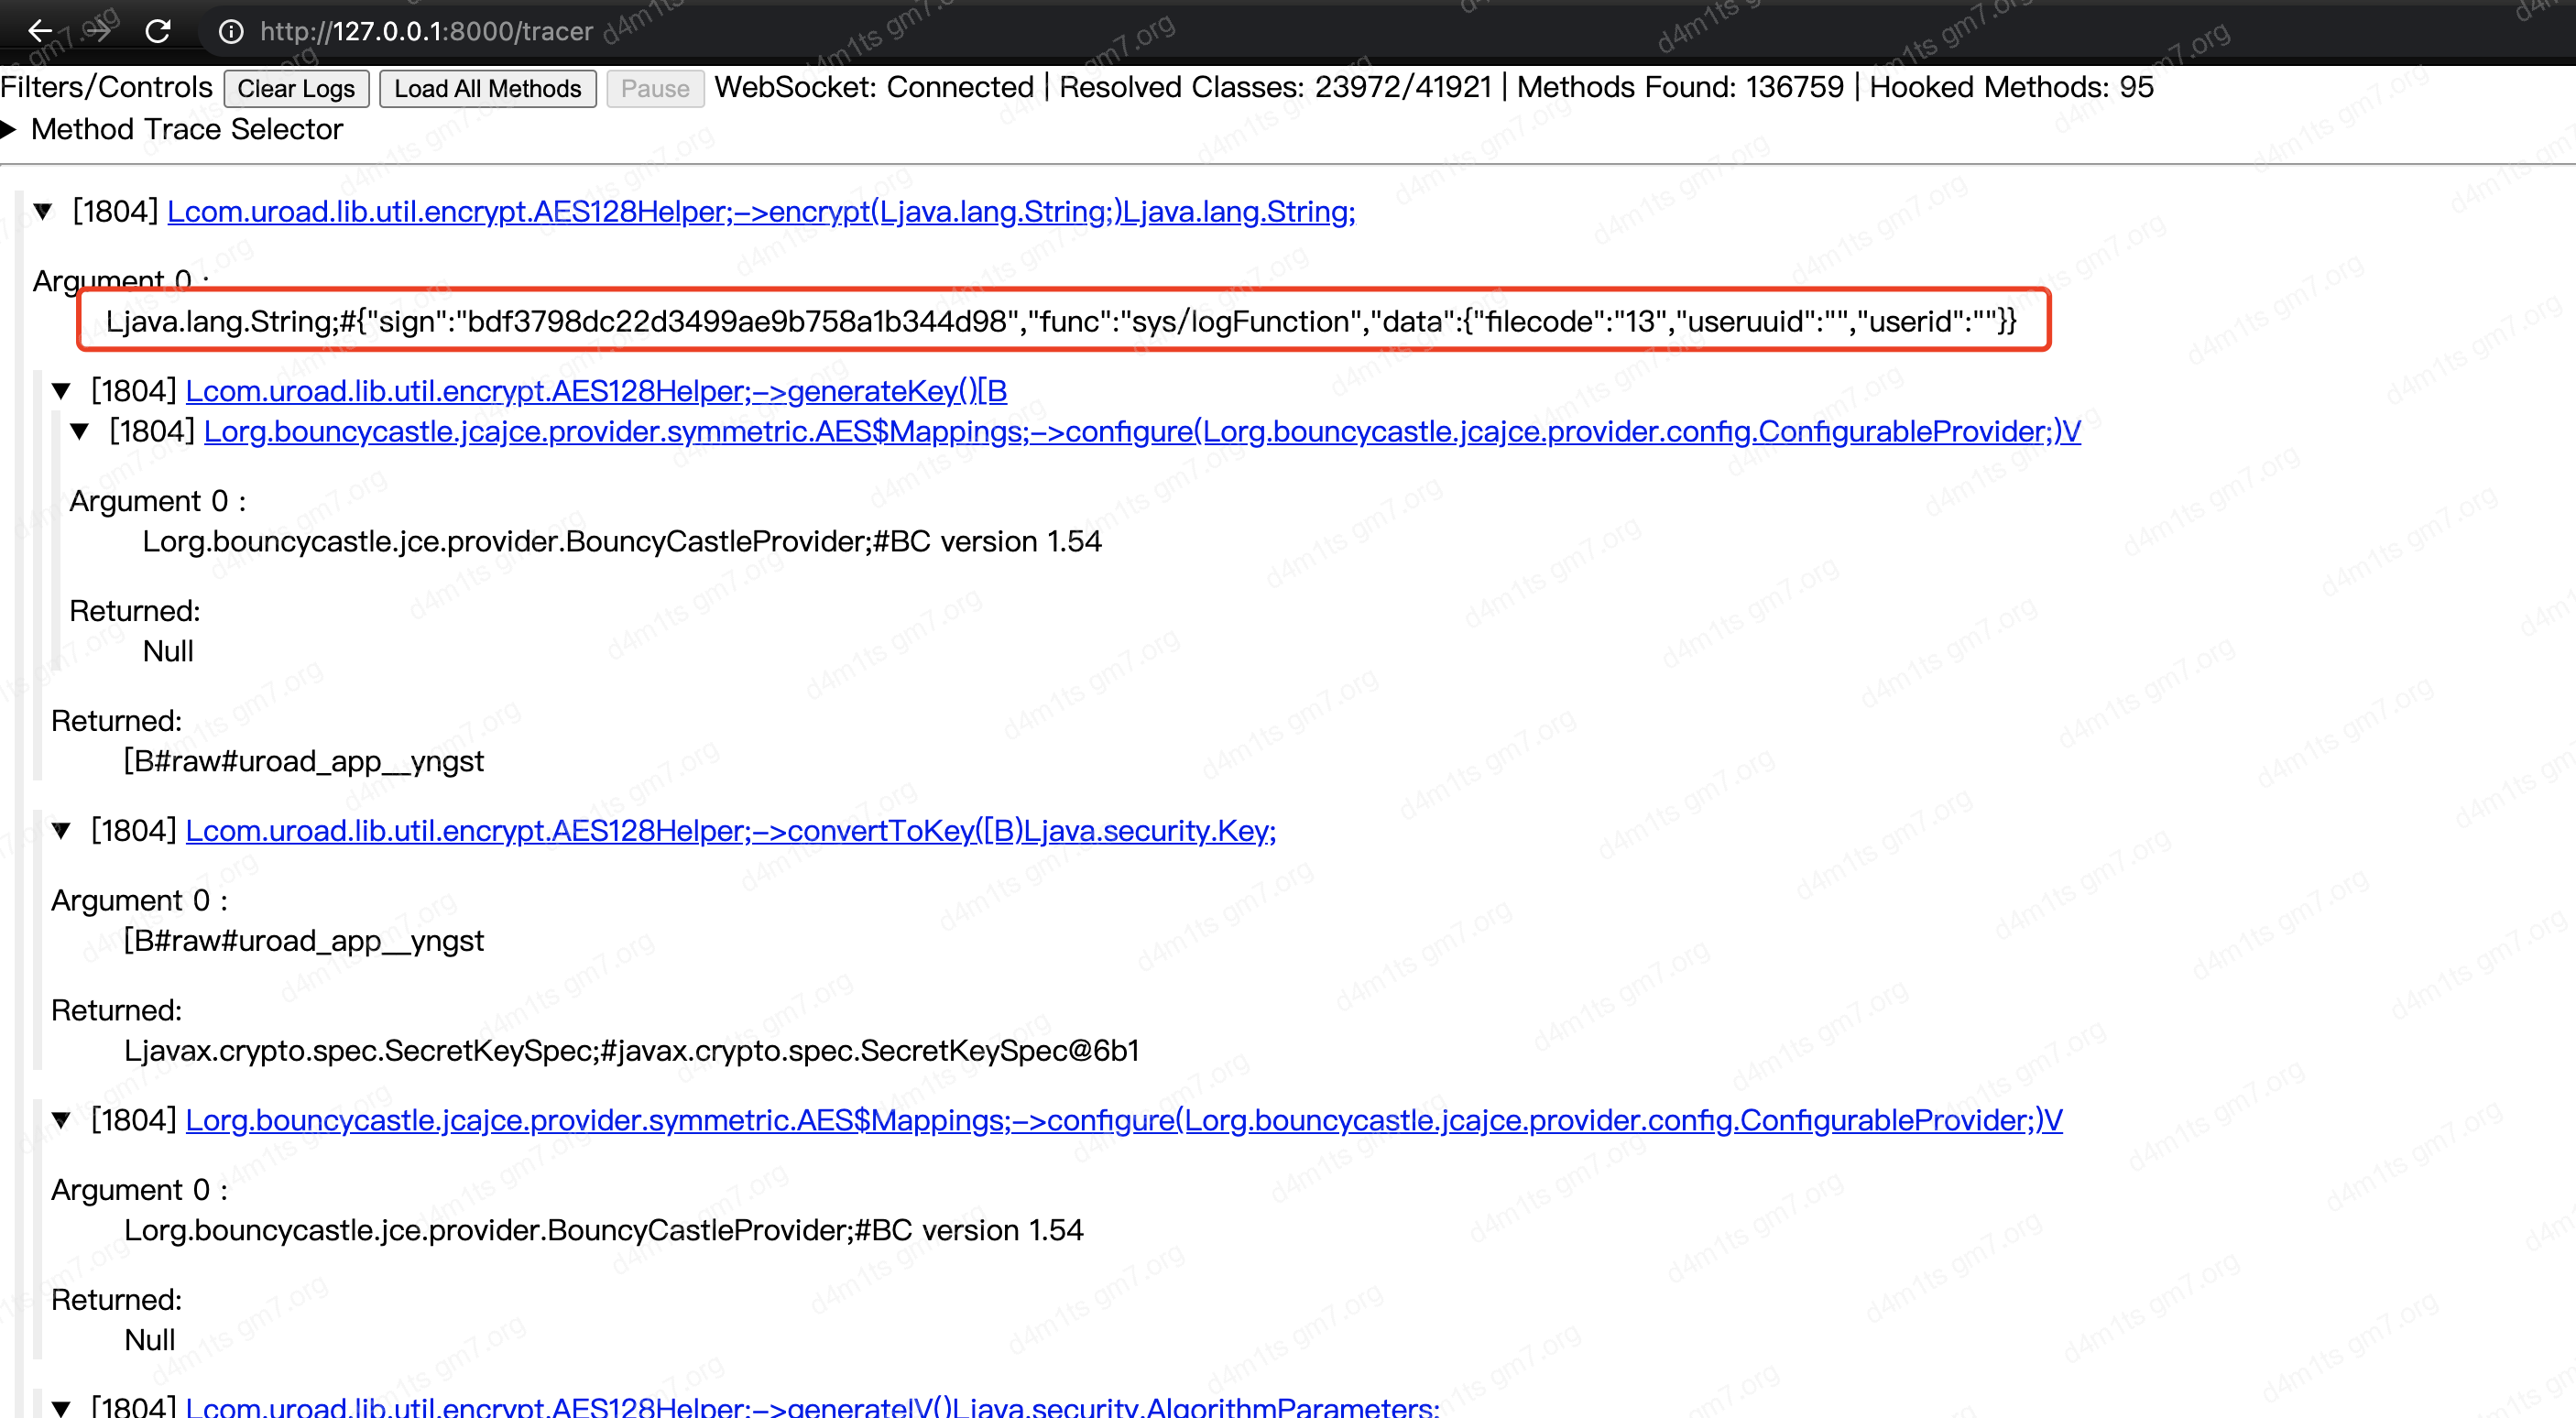 http://127.0.0.1:8000/tracer
Filters/Controls Clear Logs Load All Methods Pause WebSocket: Connected | Resolved Classes: 23972/41921 | Methods Found: 136759 | Hooked Methods: 95
Method Trace Selector
[1804] Lcom.uroad.lib.util.encrypt.AES128Helper;->encrypt(Ljava.lang.String;)Ljava.lang.String;
Argument 0 :
Ljava.lang.String;#{"sign":"bdf3798dc22d3499ae9b758a1b344d98","func":"sys/logFunction","data":{"filecode":"13","useruuid":"","userid":""}}
[1804] Lcom.uroad.lib.util.encrypt.AES128Helper;->generateKey()[B
[1804] Lorg.bouncycastle.jcajce.provider.symmetric.AES$Mappings;->configure(Lorg.bouncycastle.jcajce.provider.config.ConfigurableProvider;)V
Argument 0 :
Lorg.bouncycastle.jce.provider.BouncyCastleProvider;#BC version 1.54
Returned:
Null
Returned:
[B#raw#uroad_app__yngst
[1804] Lcom.uroad.lib.util.encrypt.AES128Helper;->convertToKey([B)Ljava.security.Key;
Argument 0 :
[B#raw#uroad_app__yngst
Returned:
Ljavax.crypto.spec.SecretKeySpec;#javax.crypto.spec.SecretKeySpec@6b1
[1804] Lorg.bouncycastle.jcajce.provider.symmetric.AES$Mappings;->configure(Lorg.bouncycastle.jcajce.provider.config.ConfigurableProvider;)V
Argument 0 :
Lorg.bouncycastle.jce.provider.BouncyCastleProvider;#BC version 1.54
Returned:
Null
[1804] Lcom.uroad.lib.util.encrypt.AES128Helper;->generateIV()Ljava.security.AlgorithmParameters;
d4m1ts gm7.org